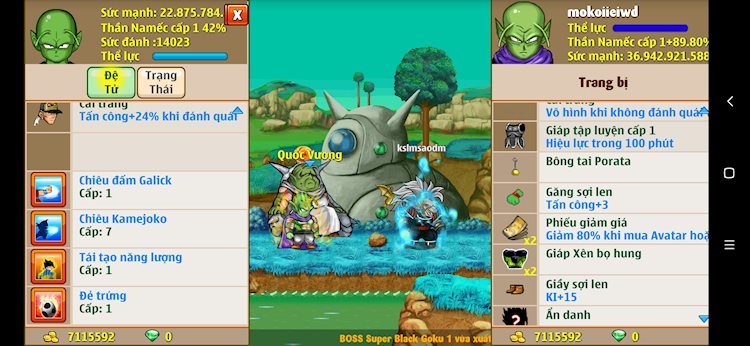 Sức mạnh: 22.875.784.
Thần Namếc cấp 1 42%
Sức đánh :14023
Thể lực
X
Đệ Tử
Trạng Thái
Cải trang
Tấn công+24% khi đánh quái
Chiêu đấm Galick
Cấp: 1
Chiêu Kamejoko
Cấp: 7
Tái tạo năng lượng
Cấp: 1
Đẻ trứng
Cấp: 1
7115592
0
Quốc Vương
kslmsaodm
BOSS Super Black Goku 1 vừa xuất
mokoiieiwd
Thể lực
Thần Namếc cấp 1+89.80%
Sức mạnh: 36.942.921.588
Trang bị
Cải trang
Vô hình khi không đánh quái
Giáp tập luyện cấp 1
Hiệu lực trong 100 phút
Bông tai Porata
Găng sợi len
Tấn công+3
Phiếu giảm giá
Giảm 80% khi mua Avatar hoặ
x2
Giáp Xên bọ hung
x2
Giầy sợi len
KI+15
Ẩn danh
?
7115592
0